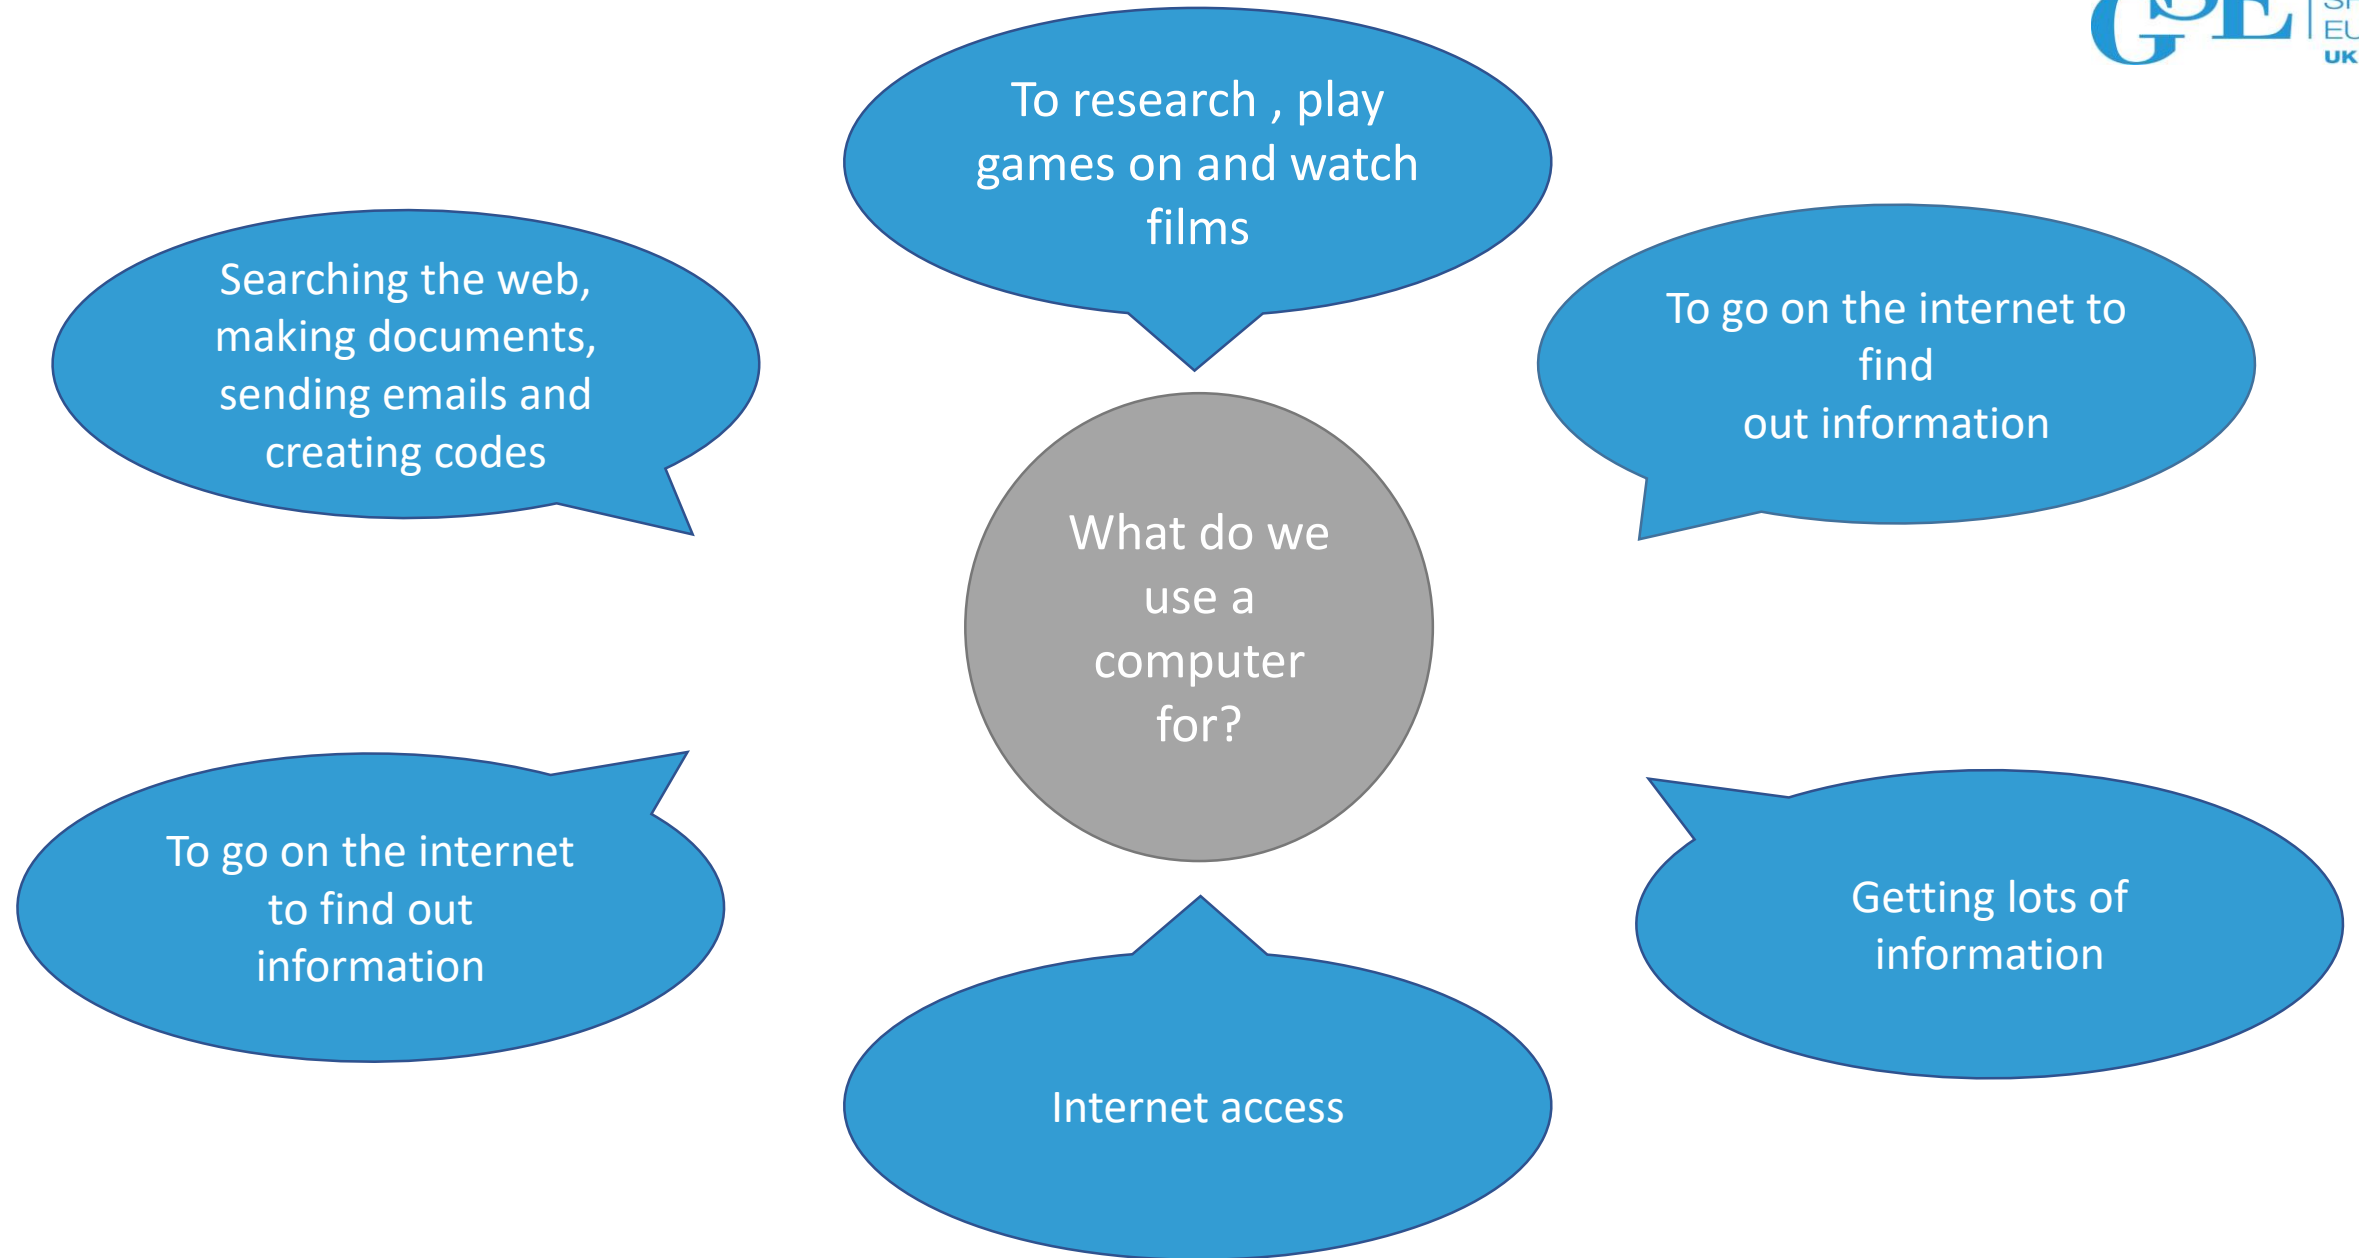 GSE
UK
To research , play
games on and watch
films
Searching the web,
making documents,
sending emails and
creating codes
To go on the internet to
find
out information
What do we
use a
computer
for?
To go on the internet
to find out
information
Getting lots of
information
Internet access